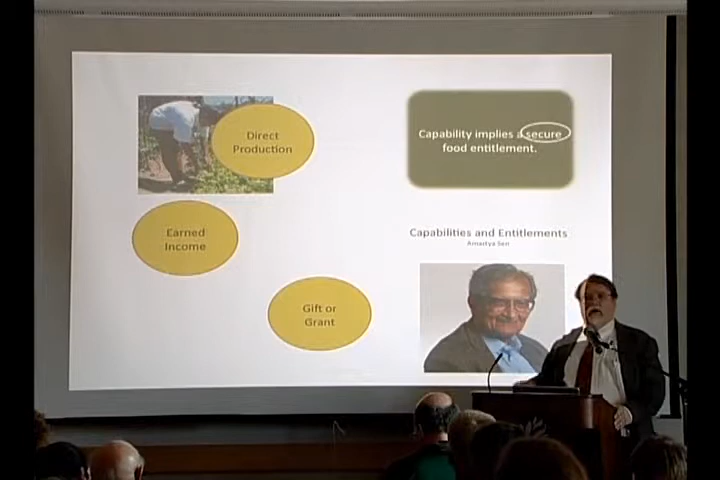 Direct
Production
Earned
Income
Gift or
Grant
Capability implies a secure
food entitlement.
Capabilities and Entitlements
Amartya Sen